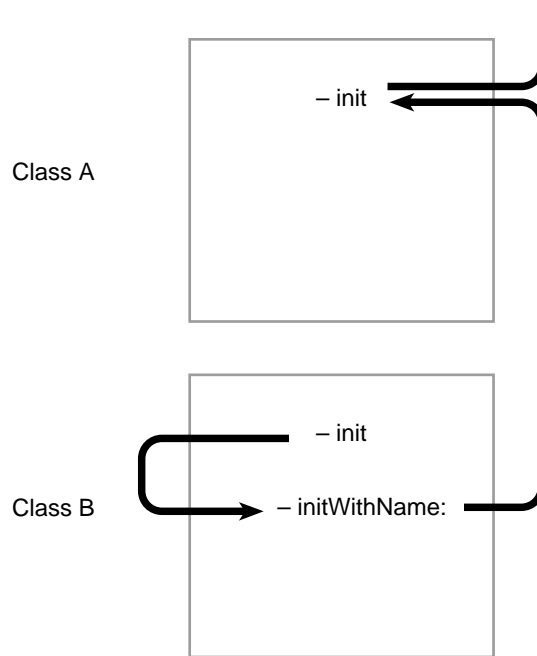 – init
Class A
– init
Class B
– initWithName: